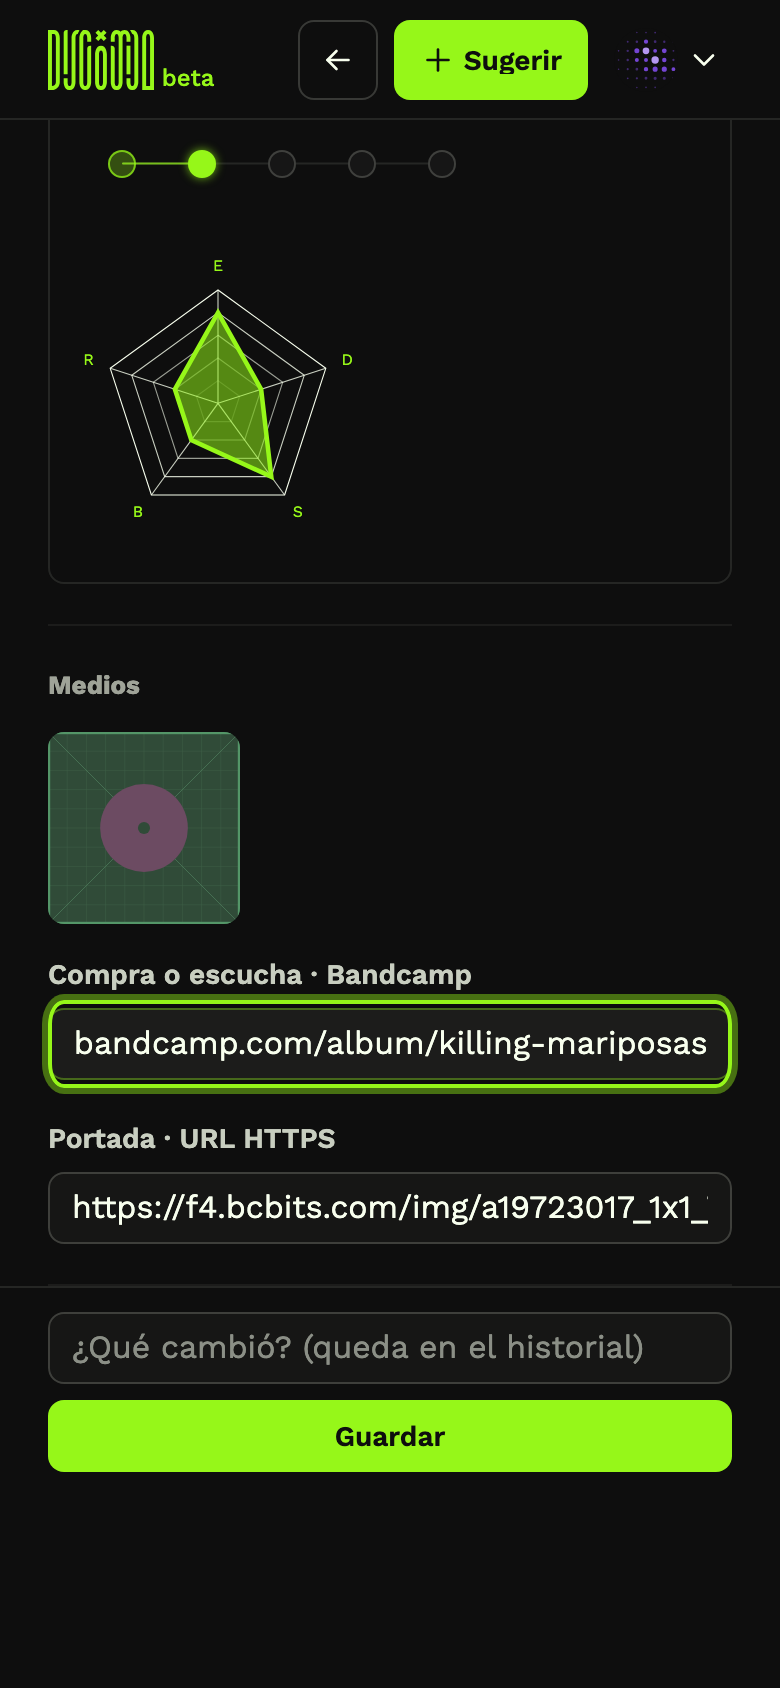 DISCÖMANO beta
Sugerir
E
R
D
B
S
Medios
Compra o escucha · Bandcamp
bandcamp.com/album/killing-mariposas
Portada · URL HTTPS
https://f4.bcbits.com/img/a19723017_1x1_
¿Qué cambió? (queda en el historial)
Guardar